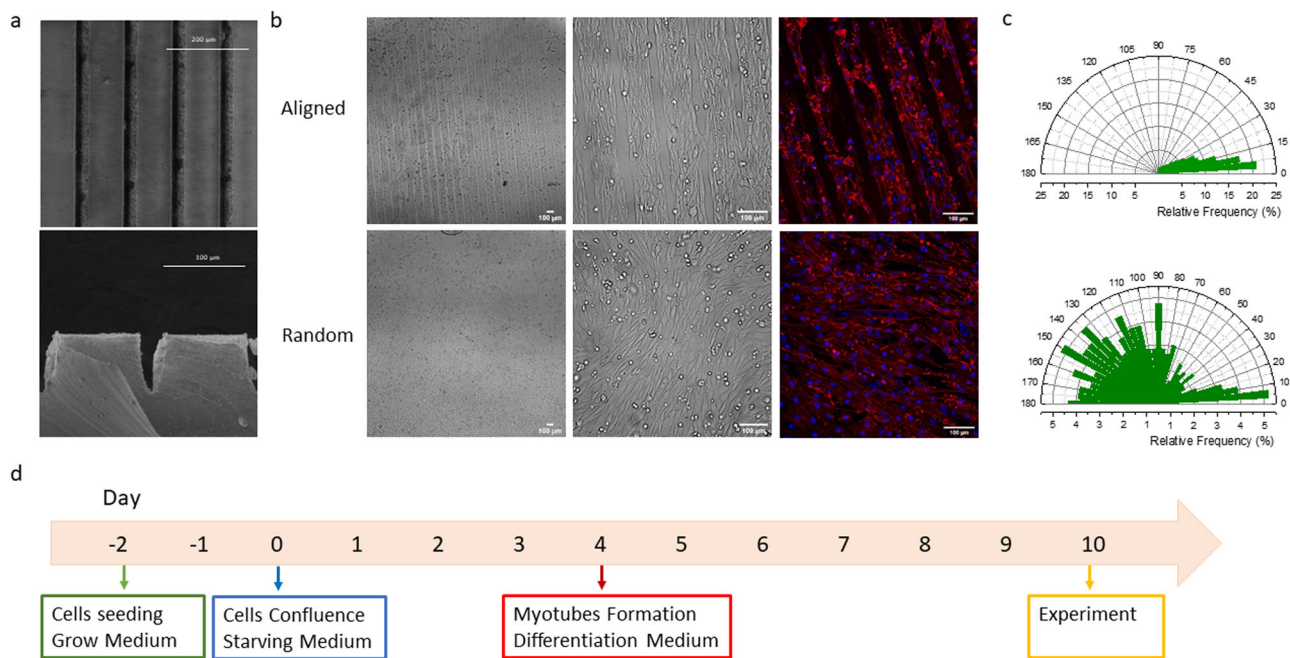 a
200 µm
100 µm
b
Aligned
100 µm
100 µm
100 µm
Random
100 µm
100 µm
100 µm
c
90
105 75
120 60
135 45
150 30
165 15
180 0
25 20 15 10 5 5 10 15 20 25
Relative Frequency (%)
100 90 80
110 70
120 60
130 50
140 40
150 30
160 20
170 10
180 0
5 4 3 2 1 1 2 3 4 5
Relative Frequency (%)
d
Day
-2 -1 0 1 2 3 4 5 6 7 8 9 10
Cells seeding
Grow Medium
Cells Confluence
Starving Medium
Myotubes Formation
Differentiation Medium
Experiment